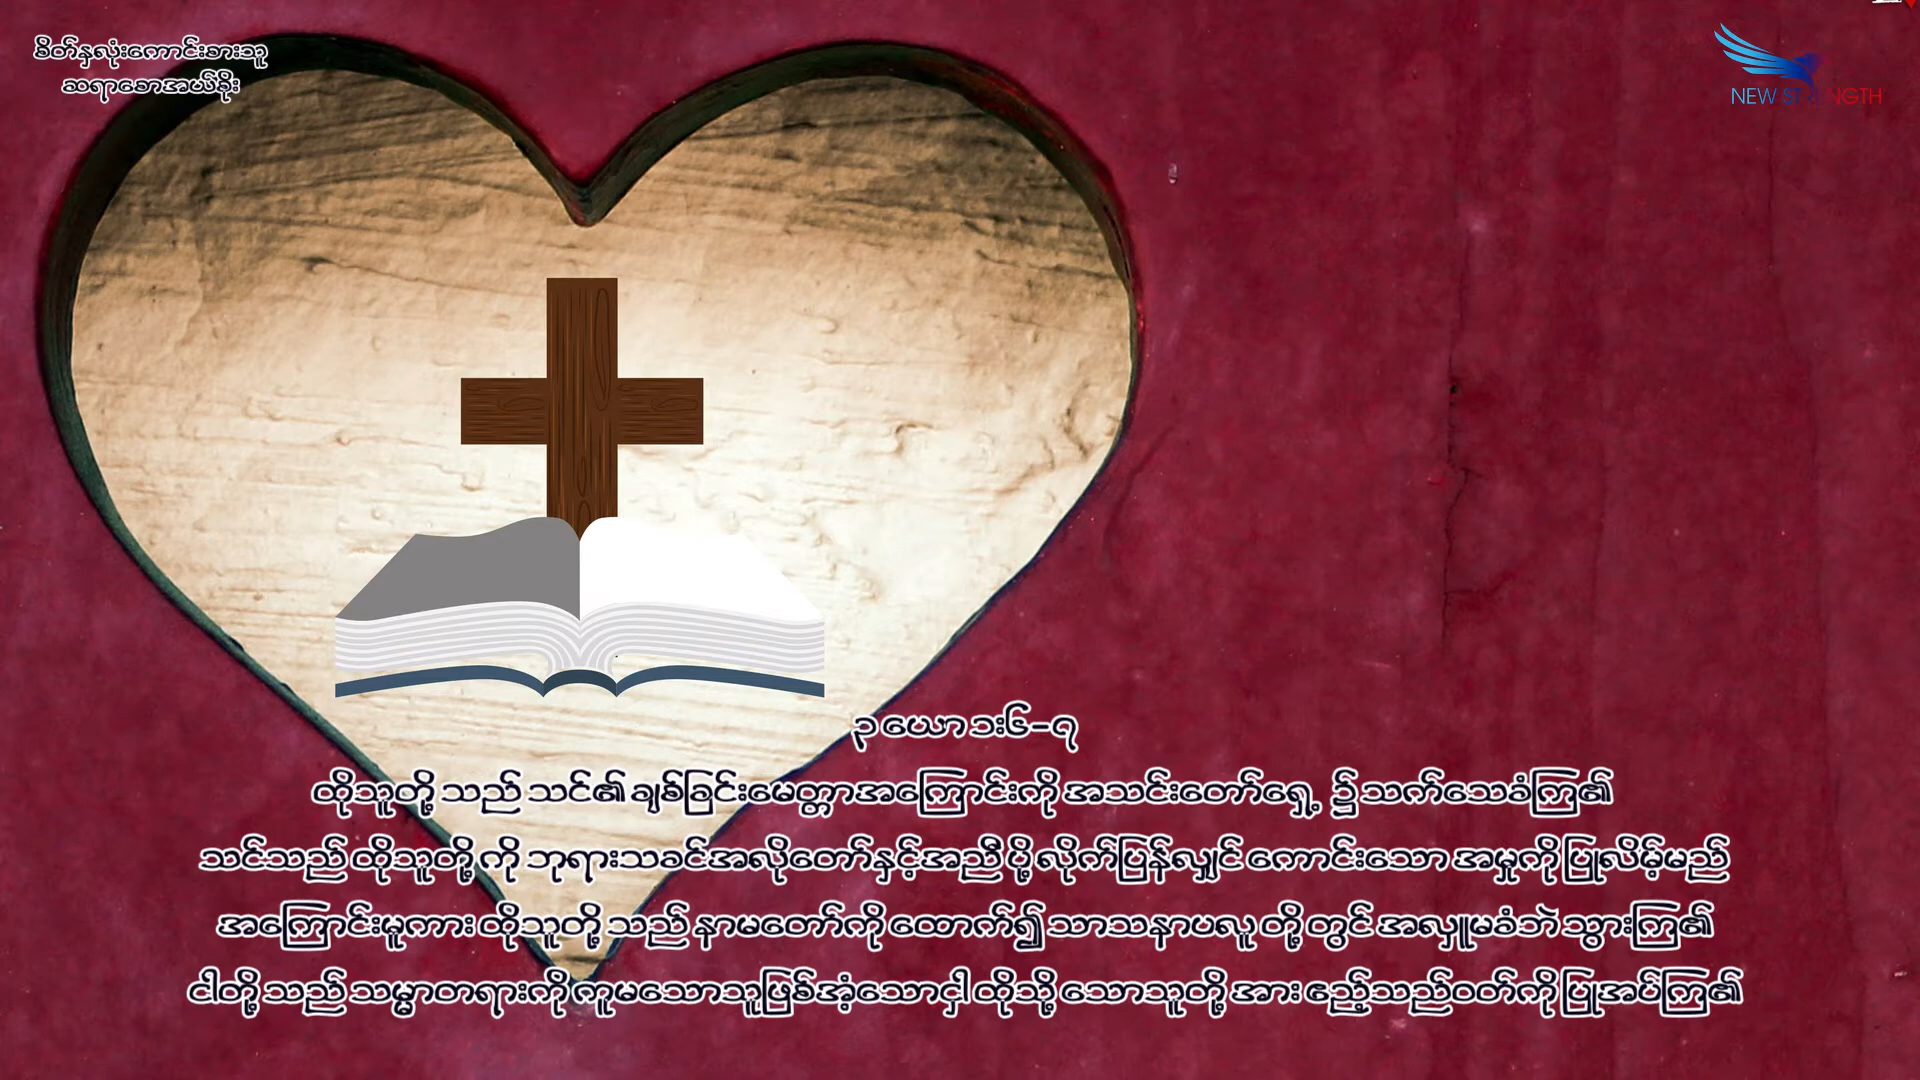 စိတ်နှလုံးကောင်းစားသူ
ဆရာစောအယ်စိုး
NEW STRENGTH
၃ ယော ၁း၆-၇
ထိုသူတို့ သည် သင်၏ ချစ်ခြင်းမေတ္တာအကြောင်းကို အသင်းတော်ရှေ့ ၌ သက်သေခံကြ၏
သင်သည် ထိုသူတို့ ကို ဘုရားသခင်အလိုတော်နှင့်အညီ ပို့ လိုက်ပြန်လျှင် ကောင်းသော အမှုကို ပြုလိမ့်မည်
အကြောင်းမူကား ထိုသူတို့ သည် နာမတော်ကို ထောက်၍ သာသနာပလူ တို့ တွင် အလှူမခံဘဲ သွားကြ၏
ငါတို့ သည် သမ္မာတရားကို ကူမသောသူဖြစ်အံ့သောငှါ ထိုသို့ သောသူတို့ အား ဧည့်သည်ဝတ်ကို ပြုအပ်ကြ၏